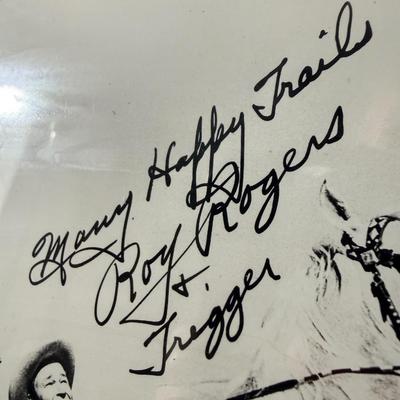 Many Happy Trails
Roy Rogers
+
Trigger